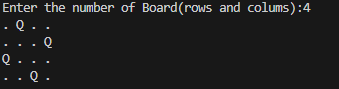 Enter the number of Board(rows and colums):4
. Q . .
. . . Q
Q . . .
. . Q .